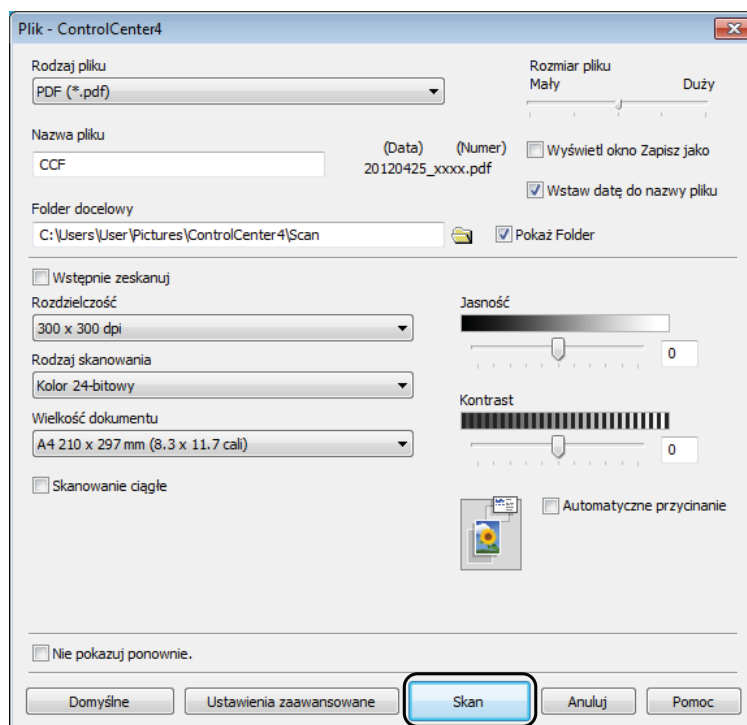 Plik - ControlCenter4
Rodzaj pliku
PDF (*.pdf)
Rozmiar pliku
Mały Duży
Nazwa pliku
CCF
(Data) (Numer)
20120425_xxxx.pdf
Wyświetl okno Zapisz jako
Wstaw datę do nazwy pliku
Folder docelowy
C:\Users\User\Pictures\ControlCenter4\Scan
Pokaż Folder
Wstępnie zeskanuj
Rozdzielczość
300 x 300 dpi
Rodzaj skanowania
Kolor 24-bitowy
Wielkość dokumentu
A4 210 x 297 mm (8.3 x 11.7 cali)
Skanowanie ciągłe
Jasność
0
Kontrast
0
Automatyczne przycinanie
Nie pokazuj ponownie.
Domyślne Ustawienia zaawansowane Skan Anuluj Pomoc